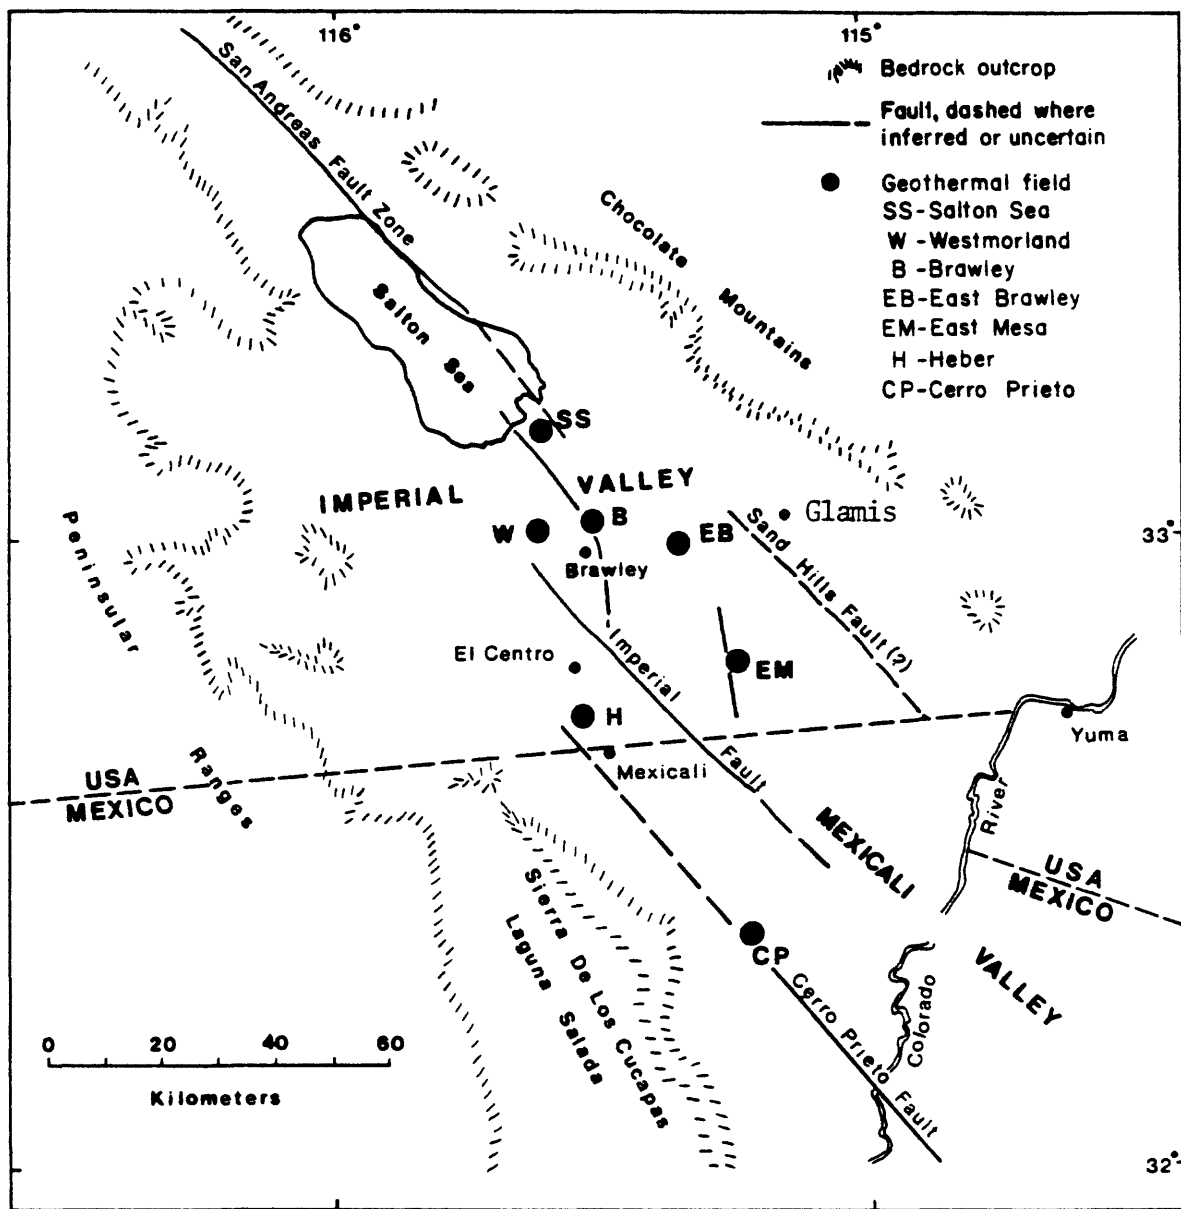 116°
115°
San Andreas Fault Zone
Bedrock outcrop
Fault, dashed where
inferred or uncertain
Geothermal field
SS-Salton Sea
W -Westmorland
B -Brawley
EB-East Brawley
EM-East Mesa
H -Heber
CP-Cerro Prieto
Chocolate
Mountains
Salton Sea
SS
IMPERIAL
VALLEY
W
B
EB
Glamis
33°
Brawley
Sand Hills Fault(?)
Peninsular
Ranges
El Centro
Imperial
Fault
EM
H
Mexicali
Yuma
USA
MEXICO
River
MEXICALI
VALLEY
USA
MEXICO
Sierra De Los Cucapas
Laguna Salada
CP
Cerro Prieto Fault
Colorado
0 20 40 60
Kilometers
32°